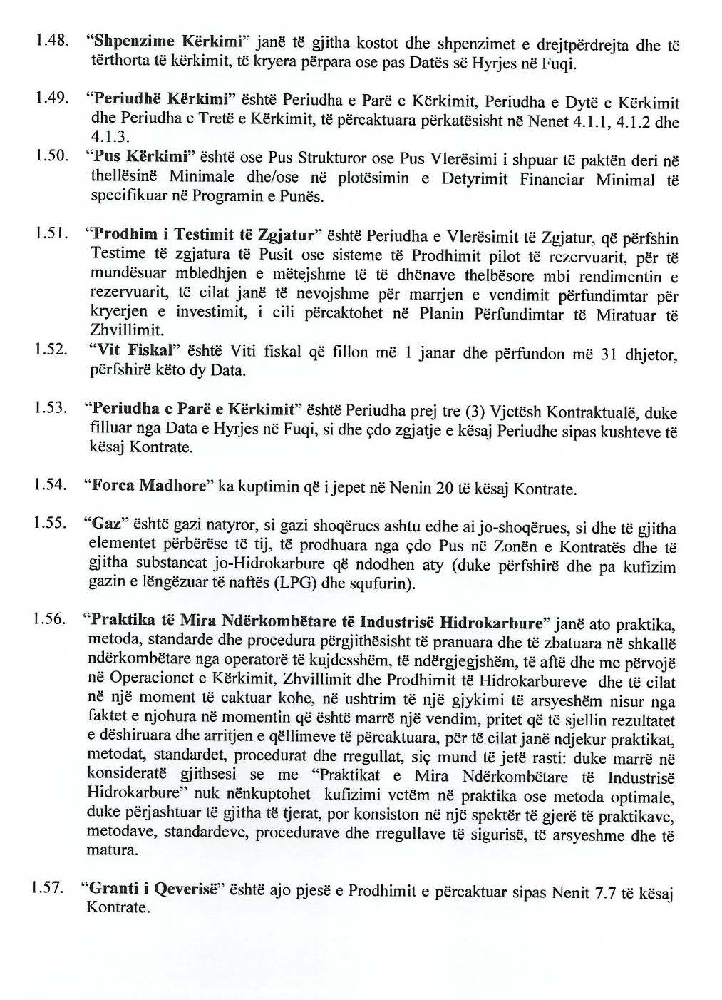 1.48. “Shpenzime Kërkimi” janë të gjitha kostot dhe shpenzimet e drejtpërdrejta dhe të
tërthorta të kërkimit, të kryera përpara ose pas Datës së Hyrjes në Fuqi.
1.49. “Periudhë Kërkimi” është Periudha e Parë e Kërkimit, Periudha e Dytë e Kërkimit
dhe Periudha e Tretë e Kërkimit, të përcaktuara përkatësisht në Nenet 4.1.1, 4.1.2 dhe
4.1.3.
1.50. “Pus Kërkimi” është ose Pus Strukturor ose Pus Vlerësimi i shpuar të paktën deri në
thellësinë Minimale dhe/ose në plotësimin e Detyrimit Financiar Minimal të
specifikuar në Programin e Punës.
1.51. “Prodhim i Testimit të Zgjatur” është Periudha e Vlerësimit të Zgjatur, që përfshin
Testime të zgjatura të Pusit ose sisteme të Prodhimit pilot të rezervuarit, për të
mundësuar mbledhjen e mëtejshme të të dhënave thelbësore mbi rendimentin e
rezervuarit, të cilat janë të nevojshme për marrjen e vendimit përfundimtar për
kryerjen e investimit, i cili përcaktohet në Planin Përfundimtar të Miratuar të
Zhvillimit.
1.52. “Vit Fiskal” është Viti fiskal që fillon më 1 janar dhe përfundon më 31 dhjetor,
përfshirë këto dy Data.
1.53. “Periudha e Parë e Kërkimit” është Periudha prej tre (3) Vjetësh Kontraktualë, duke
filluar nga Data e Hyrjes në Fuqi, si dhe çdo zgjatje e kësaj Periudhe sipas kushteve të
kësaj Kontrate.
1.54. “Forca Madhore” ka kuptimin që i jepet në Nenin 20 të kësaj Kontrate.
1.55. “Gaz” është gazi natyror, si gazi shoqërues ashtu edhe ai jo-shoqërues, si dhe të gjitha
elementet përbërëse të tij, të prodhuara nga çdo Pus në Zonën e Kontratës dhe të
gjitha substancat jo-Hidrokarbure që ndodhen aty (duke përfshirë dhe pa kufizim
gazin e lëngëzuar të naftës (LPG) dhe squfurin).
1.56. “Praktika të Mira Ndërkombëtare të Industrisë Hidrokarbure” janë ato praktika,
metoda, standarde dhe procedura përgjithësisht të pranuara dhe të zbatuara në shkallë
ndërkombëtare nga operatorë të kujdesshëm, të ndërgjegjshëm, të aftë dhe me përvojë
në Operacionet e Kërkimit, Zhvillimit dhe Prodhimit të Hidrokarbureve dhe të cilat
në një moment të caktuar kohe, në ushtrim të një gjykimi të arsyeshëm nisur nga
faktet e njohura në momentin që është marrë një vendim, pritet që të sjellin rezultatet
e dëshiruara dhe arritjen e qëllimeve të përcaktuara, për të cilat janë ndjekur praktikat,
metodat, standardet, procedurat dhe rregullat, siç mund të jetë rasti: duke marrë në
konsideratë gjithsesi se me “Praktikat e Mira Ndërkombëtare të Industrisë
Hidrokarbure” nuk nënkuptohet kufizimi vetëm në praktika ose metoda optimale,
duke përjashtuar të gjitha të tjerat, por konsiston në një spektër të gjerë të praktikave,
metodave, standardeve, procedurave dhe rregullave të sigurisë, të arsyeshme dhe të
matura.
1.57. “Granti i Qeverisë” është ajo pjesë e Prodhimit e përcaktuar sipas Nenit 7.7 të kësaj
Kontrate.